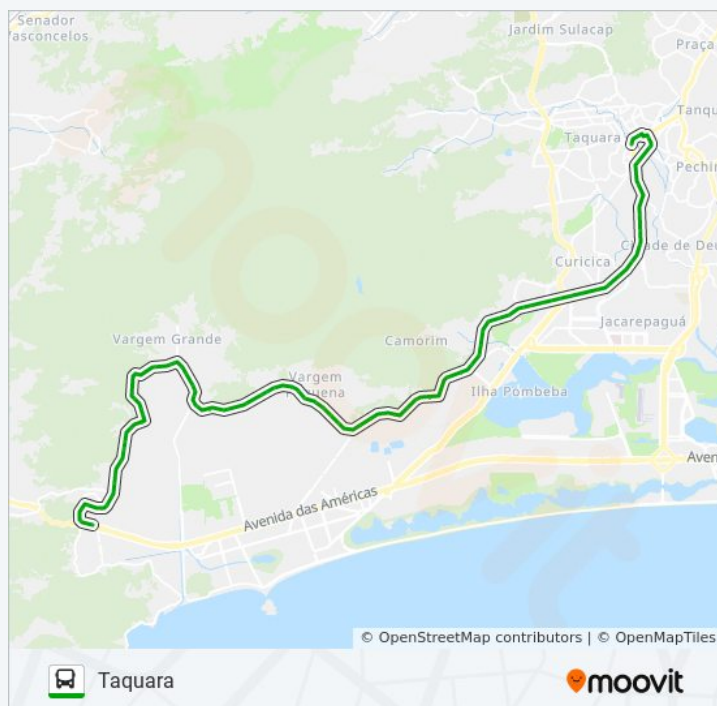 Senador
Vasconcelos
Jardim Sulacap
Praça
Taquara
Tanqu
Pechin
Cidade de Deu
Curicica
Jacarepaguá
Vargem Grande
Camorim
Vargem
Pequena
Ilha Pombeba
Aven
Avenida das Américas
© OpenStreetMap contributors | © OpenMapTiles
Taquara
moovit